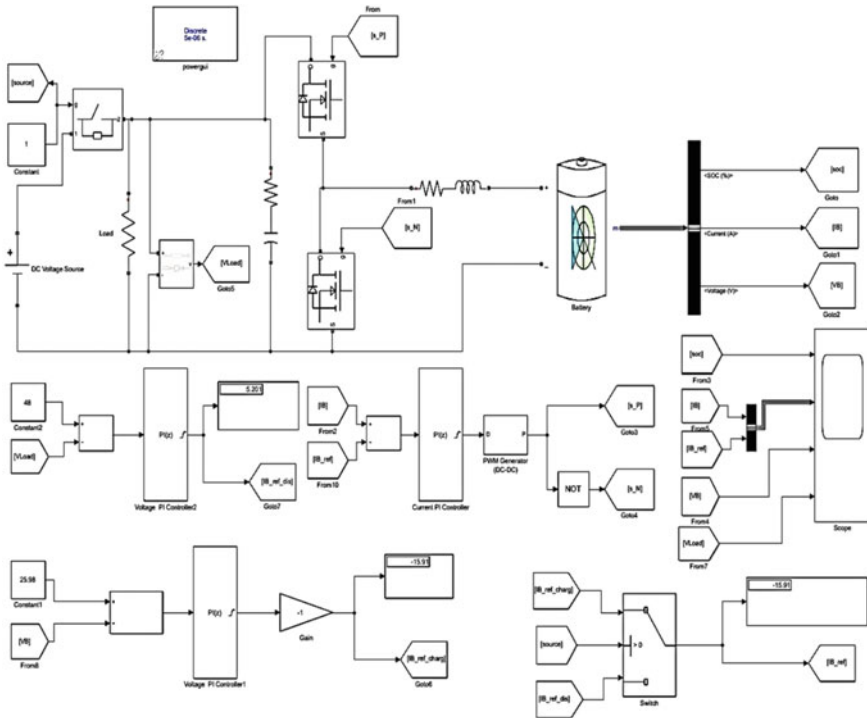 From
[s_P]
Discrete
5e-06 s.
powergui
[source]
1
Constant
DC Voltage Source
Load
[VLoad]
Goto5
From1
[s_N]
Battery
<SOC (%)>
[soc]
Goto
<Current (A)>
[IB]
Goto1
<Voltage (V)>
[VB]
Goto2
48
Constant2
[VLoad]
PI(z)
Voltage PI Controller2
5.201
[IB_ref_dis]
Goto7
[IB]
From2
[IB_ref]
From10
PI(z)
Current PI Controller
D P
PWM Generator
(DC-DC)
[s_P]
Goto3
NOT
[s_N]
Goto4
[soc]
From3
[IB]
From5
[IB_ref]
[VB]
From4
[VLoad]
From7
Scope
25.98
Constant1
[VB]
From8
PI(z)
Voltage PI Controller1
-1
Gain
-15.91
[IB_ref_charg]
Goto6
[IB_ref_charg]
[source]
[IB_ref_dis]
> 0
Switch
-15.91
[IB_ref]